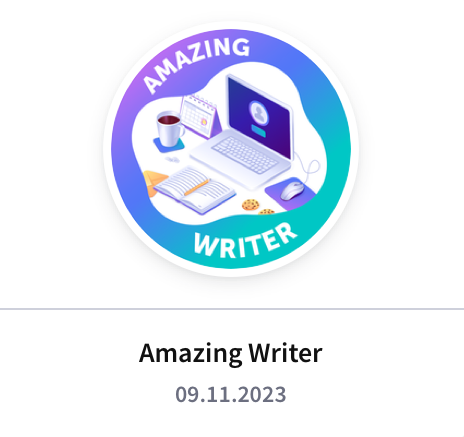 AMAZING
WRITER
Amazing Writer
09.11.2023